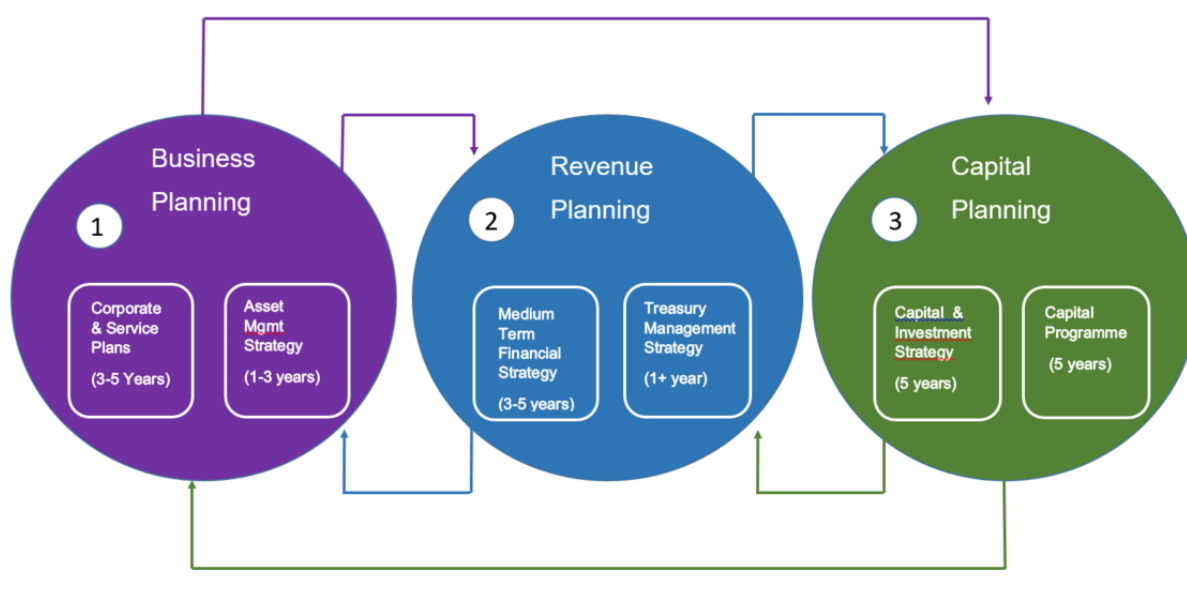 Business
Planning
1
Corporate
& Service
Plans
(3-5 Years)
Asset
Mgmt
Strategy
(1-3 years)
Revenue
Planning
2
Medium
Term
Financial
Strategy
(3-5 years)
Treasury
Management
Strategy
(1+ year)
Capital
Planning
3
Capital &
Investment
Strategy
(5 years)
Capital
Programme
(5 years)